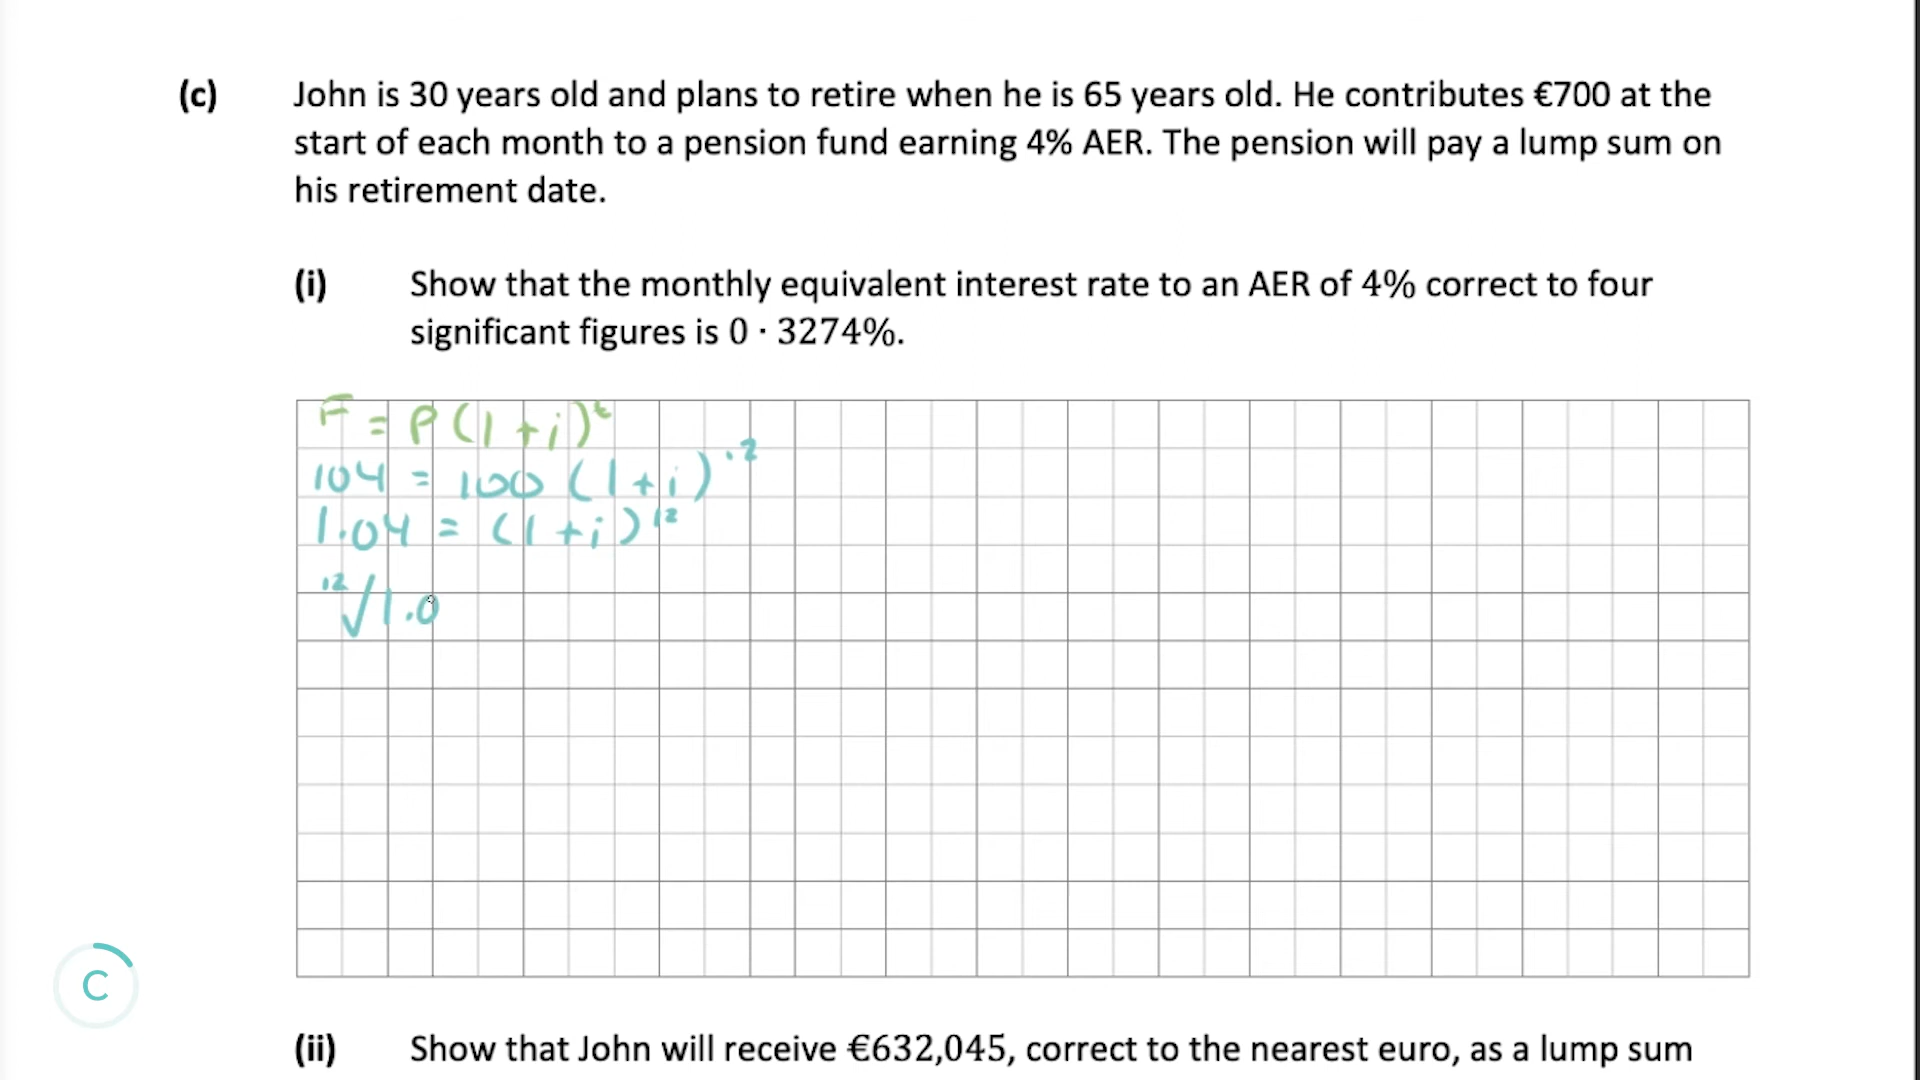 (c) John is 30 years old and plans to retire when he is 65 years old. He contributes €700 at the
start of each month to a pension fund earning 4% AER. The pension will pay a lump sum on
his retirement date.
(i) Show that the monthly equivalent interest rate to an AER of 4% correct to four
significant figures is 0 · 3274%.
F = P(1+i)^t
104 = 100(1+i)^12
1.04 = (1+i)^12
12√1.0
C
(ii) Show that John will receive €632,045, correct to the nearest euro, as a lump sum